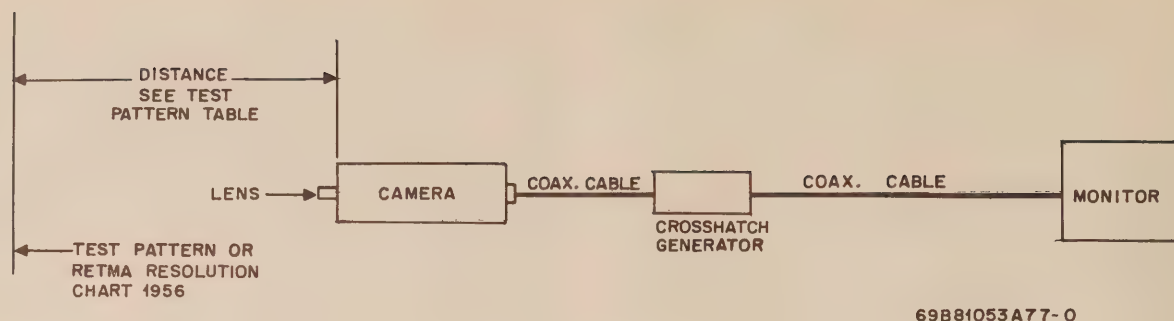 DISTANCE
SEE TEST
PATTERN TABLE
LENS
CAMERA
COAX. CABLE
COAX. CABLE
MONITOR
CROSSHATCH
GENERATOR
TEST PATTERN OR
RETMA RESOLUTION
CHART 1956
69B81053A77-O